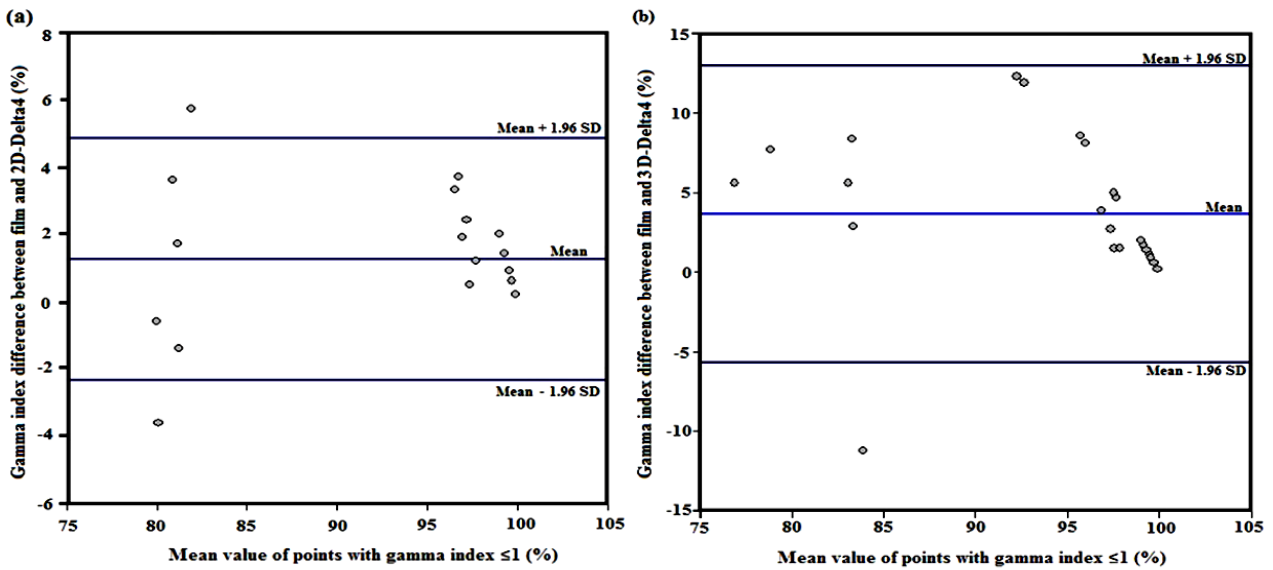 (a)
Gamma index difference between film and 2D-Delta4 (%)
8
6
4
2
0
-2
-4
-6
Mean + 1.96 SD
Mean
Mean - 1.96 SD
75 80 85 90 95 100 105
Mean value of points with gamma index ≤1 (%)
(b)
Gamma index difference between film and 3D-Delta4 (%)
15
10
5
0
-5
-10
-15
Mean + 1.96 SD
Mean
Mean - 1.96 SD
75 80 85 90 95 100 105
Mean value of points with gamma index ≤1 (%)